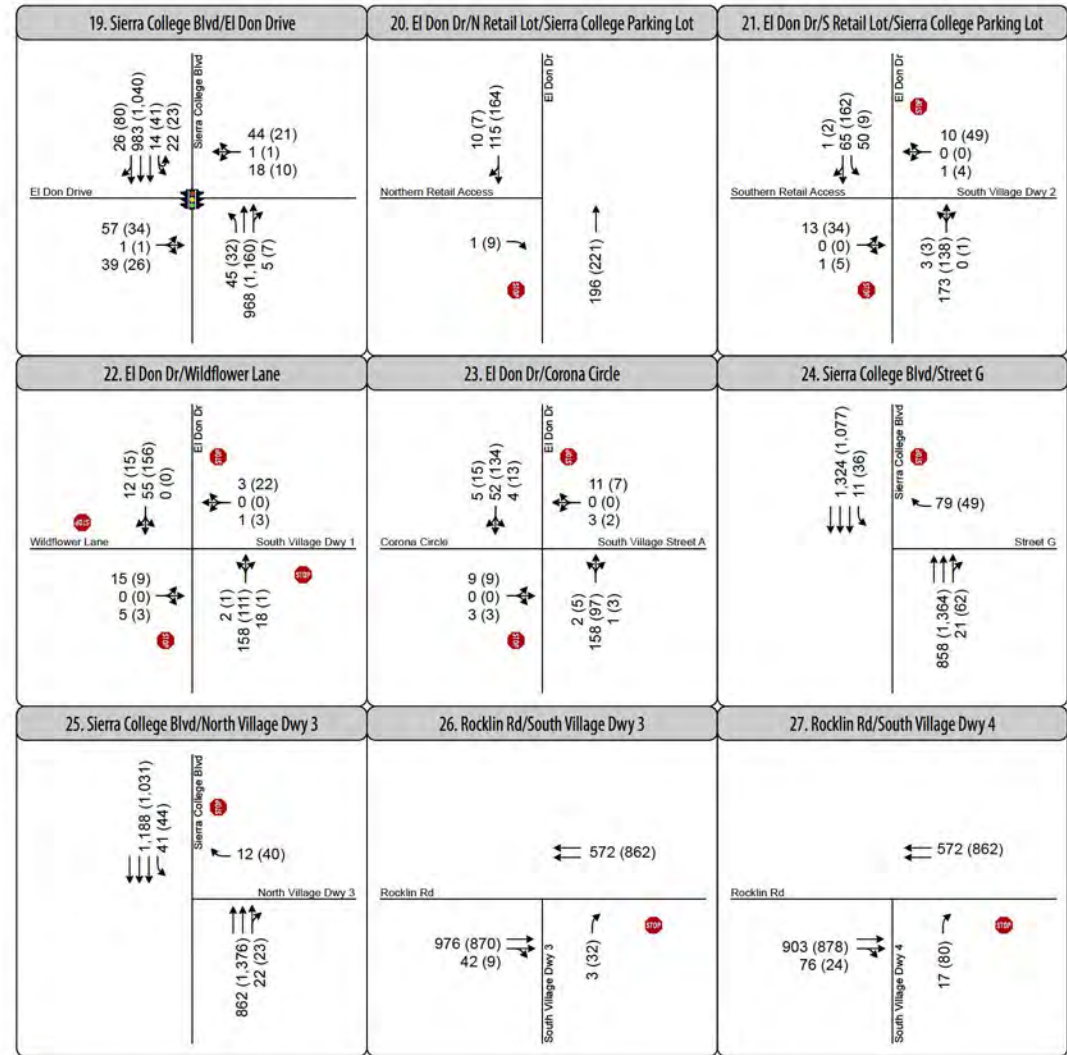 19. Sierra College Blvd/El Don Drive
26 (80)
983 (1,040)
14 (41)
22 (23)
Sierra College Blvd
44 (21)
1 (1)
18 (10)
El Don Drive
57 (34)
1 (1)
39 (26)
45 (32)
968 (1,160)
5 (7)
20. El Don Dr/N Retail Lot/Sierra College Parking Lot
10 (7)
115 (164)
El Don Dr
Northern Retail Access
1 (9)
STOP
196 (221)
21. El Don Dr/S Retail Lot/Sierra College Parking Lot
1 (2)
65 (162)
50 (9)
El Don Dr
STOP
10 (49)
0 (0)
1 (4)
Southern Retail Access
South Village Dwy 2
13 (34)
0 (0)
1 (5)
STOP
3 (3)
173 (138)
0 (1)
22. El Don Dr/Wildflower Lane
12 (15)
55 (156)
0 (0)
El Don Dr
STOP
3 (22)
0 (0)
1 (3)
STOP
Wildflower Lane
South Village Dwy 1
15 (9)
0 (0)
5 (3)
STOP
2 (1)
158 (111)
18 (1)
STOP
23. El Don Dr/Corona Circle
5 (15)
52 (134)
4 (13)
El Don Dr
STOP
11 (7)
0 (0)
3 (2)
Corona Circle
South Village Street A
9 (9)
0 (0)
3 (3)
STOP
2 (5)
158 (97)
1 (3)
24. Sierra College Blvd/Street G
1,324 (1,077)
11 (36)
Sierra College Blvd
STOP
79 (49)
Street G
858 (1,364)
21 (62)
25. Sierra College Blvd/North Village Dwy 3
1,188 (1,031)
41 (44)
Sierra College Blvd
STOP
12 (40)
North Village Dwy 3
862 (1,376)
22 (23)
26. Rocklin Rd/South Village Dwy 3
572 (862)
Rocklin Rd
976 (870)
42 (9)
South Village Dwy 3
3 (32)
STOP
27. Rocklin Rd/South Village Dwy 4
572 (862)
Rocklin Rd
903 (878)
76 (24)
South Village Dwy 4
17 (80)
STOP